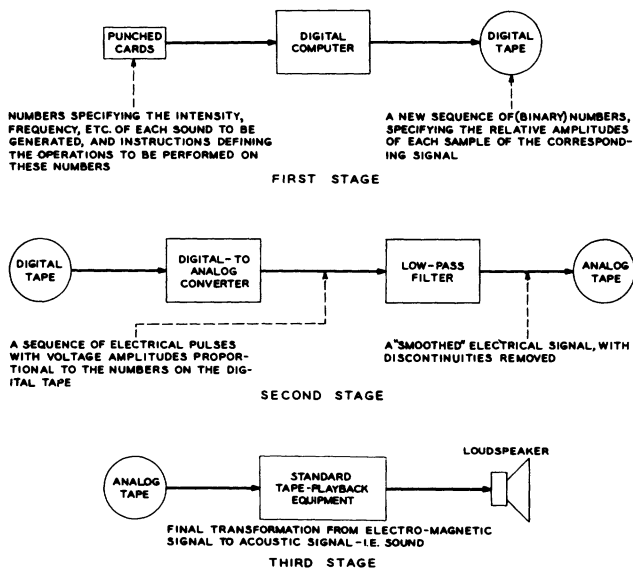 PUNCHED
CARDS
DIGITAL
COMPUTER
DIGITAL
TAPE
NUMBERS SPECIFYING THE INTENSITY,
FREQUENCY, ETC. OF EACH SOUND TO BE
GENERATED, AND INSTRUCTIONS DEFINING
THE OPERATIONS TO BE PERFORMED ON
THESE NUMBERS
A NEW SEQUENCE OF (BINARY) NUMBERS,
SPECIFYING THE RELATIVE AMPLITUDES
OF EACH SAMPLE OF THE CORRESPOND-
ING SIGNAL
FIRST STAGE
DIGITAL
TAPE
DIGITAL-TO
ANALOG
CONVERTER
LOW-PASS
FILTER
ANALOG
TAPE
A SEQUENCE OF ELECTRICAL PULSES
WITH VOLTAGE AMPLITUDES PROPOR-
TIONAL TO THE NUMBERS ON THE DIG-
ITAL TAPE
A "SMOOTHED" ELECTRICAL SIGNAL, WITH
DISCONTINUITIES REMOVED
SECOND STAGE
ANALOG
TAPE
STANDARD
TAPE-PLAYBACK
EQUIPMENT
LOUDSPEAKER
FINAL TRANSFORMATION FROM ELECTRO-MAGNETIC
SIGNAL TO ACOUSTIC SIGNAL-I.E. SOUND
THIRD STAGE